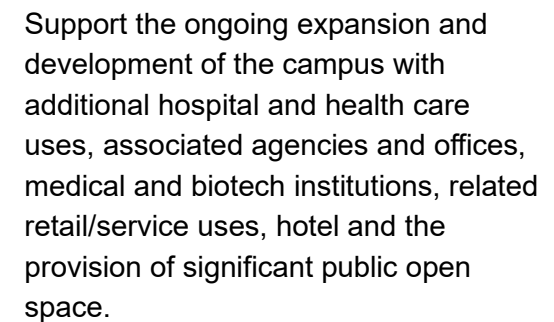 Support the ongoing expansion and
development of the campus with
additional hospital and health care
uses, associated agencies and offices,
medical and biotech institutions, related
retail/service uses, hotel and the
provision of significant public open
space.